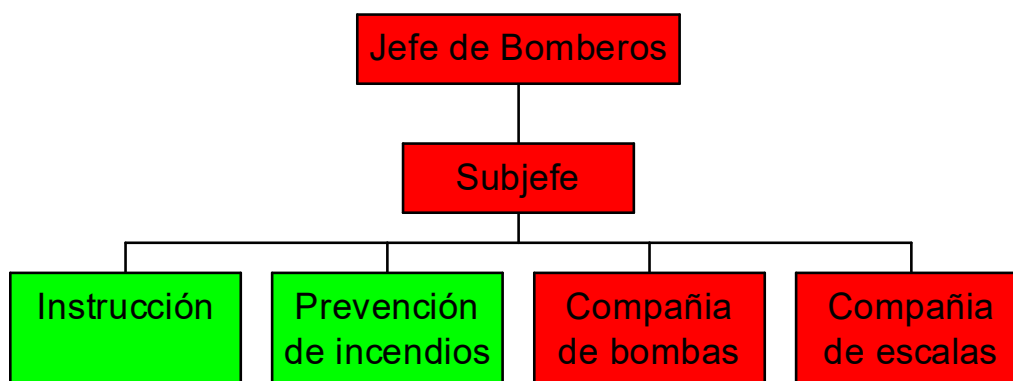 Jefe de Bomberos
Subjefe
Instrucción
Prevención
de incendios
Compañia
de bombas
Compañia
de escalas